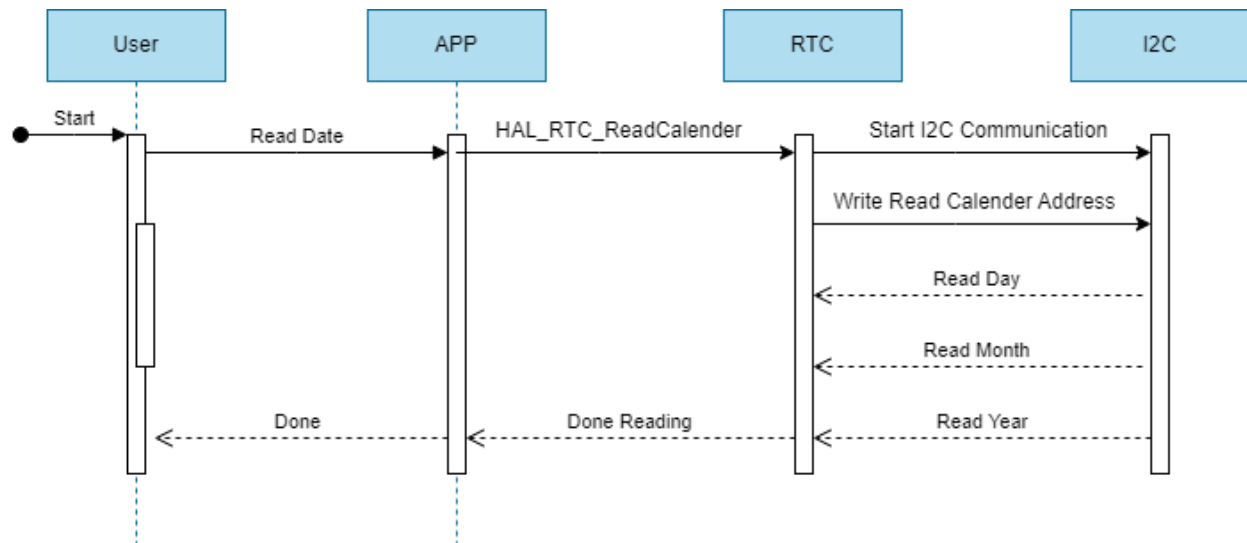 User
APP
RTC
I2C
Start
Read Date
HAL_RTC_ReadCalender
Start I2C Communication
Write Read Calender Address
Read Day
Read Month
Done
Done Reading
Read Year